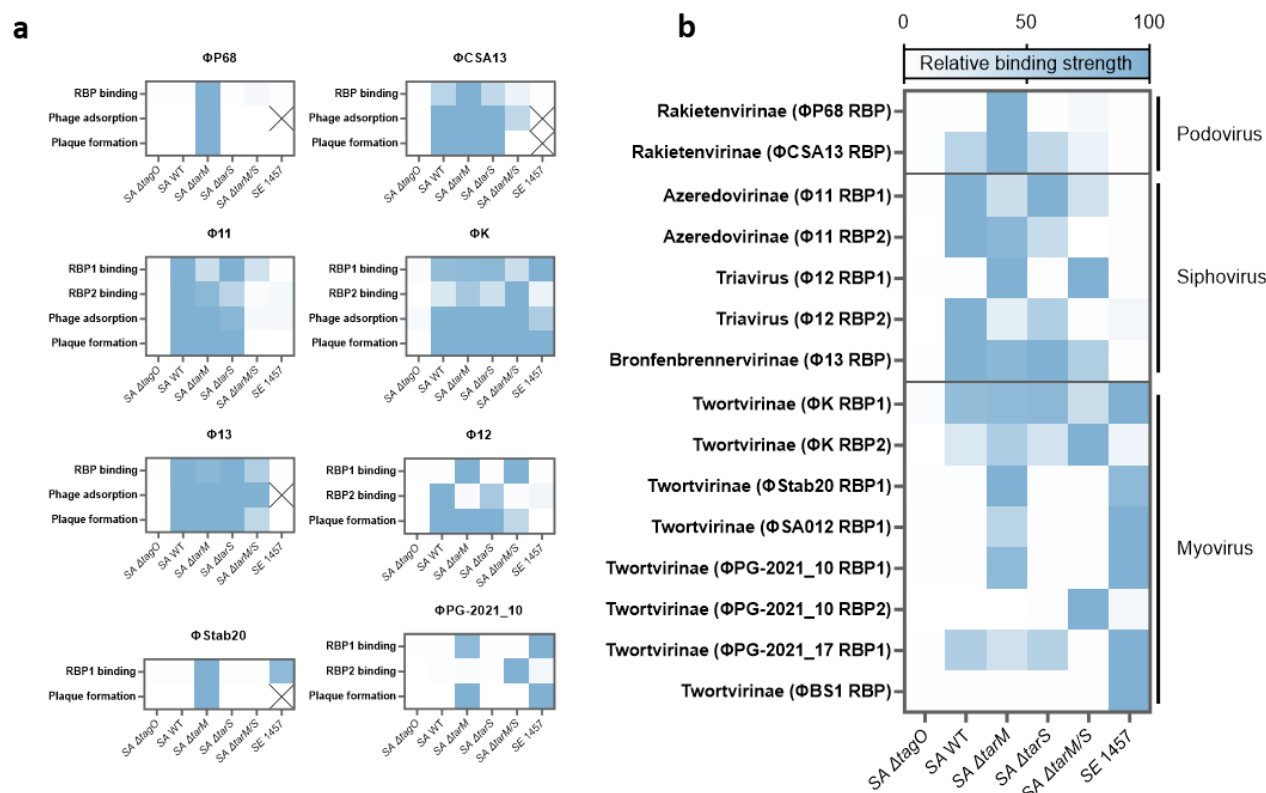 a
ΦP68
RBP binding
Phage adsorption
Plaque formation
SA ΔtagO
SA WT
SA ΔtarM
SA ΔtarS
SA ΔtarM/S
SE 1457
ΦCSA13
RBP binding
Phage adsorption
Plaque formation
SA ΔtagO
SA WT
SA ΔtarM
SA ΔtarS
SA ΔtarM/S
SE 1457
Φ11
RBP1 binding
RBP2 binding
Phage adsorption
Plaque formation
SA ΔtagO
SA WT
SA ΔtarM
SA ΔtarS
SA ΔtarM/S
SE 1457
ΦK
RBP1 binding
RBP2 binding
Phage adsorption
Plaque formation
SA ΔtagO
SA WT
SA ΔtarM
SA ΔtarS
SA ΔtarM/S
SE 1457
Φ13
RBP binding
Phage adsorption
Plaque formation
SA ΔtagO
SA WT
SA ΔtarM
SA ΔtarS
SA ΔtarM/S
SE 1457
Φ12
RBP1 binding
RBP2 binding
Plaque formation
SA ΔtagO
SA WT
SA ΔtarM
SA ΔtarS
SA ΔtarM/S
SE 1457
ΦStab20
RBP1 binding
Plaque formation
SA ΔtagO
SA WT
SA ΔtarM
SA ΔtarS
SA ΔtarM/S
SE 1457
ΦPG-2021_10
RBP1 binding
RBP2 binding
Plaque formation
SA ΔtagO
SA WT
SA ΔtarM
SA ΔtarS
SA ΔtarM/S
SE 1457
b
0 50 100
Relative binding strength
Rakietenvirinae (ΦP68 RBP)
Rakietenvirinae (ΦCSA13 RBP)
Azeredovirinae (Φ11 RBP1)
Azeredovirinae (Φ11 RBP2)
Triavirus (Φ12 RBP1)
Triavirus (Φ12 RBP2)
Bronfenbrennervirinae (Φ13 RBP)
Twortvirinae (ΦK RBP1)
Twortvirinae (ΦK RBP2)
Twortvirinae (ΦStab20 RBP1)
Twortvirinae (ΦSA012 RBP1)
Twortvirinae (ΦPG-2021_10 RBP1)
Twortvirinae (ΦPG-2021_10 RBP2)
Twortvirinae (ΦPG-2021_17 RBP1)
Twortvirinae (ΦBS1 RBP)
Podovirus
Siphovirus
Myovirus
SA ΔtagO
SA WT
SA ΔtarM
SA ΔtarS
SA ΔtarM/S
SE 1457